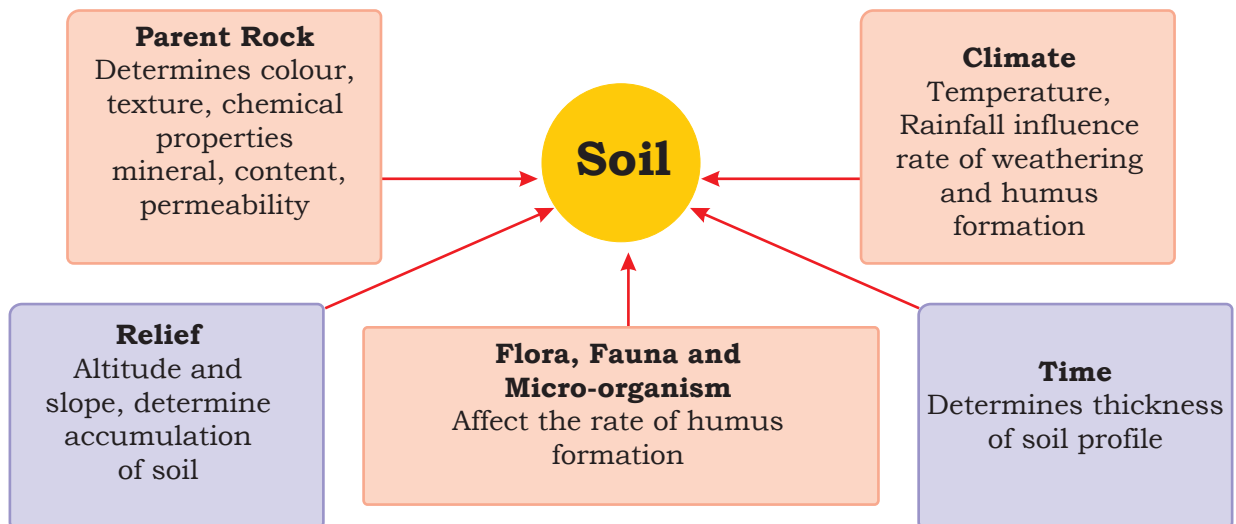 Parent Rock
Determines colour,
texture, chemical
properties
mineral, content,
permeability
Soil
Climate
Temperature,
Rainfall influence
rate of weathering
and humus
formation
Relief
Altitude and
slope, determine
accumulation
of soil
Flora, Fauna and
Micro-organism
Affect the rate of humus
formation
Time
Determines thickness
of soil profile